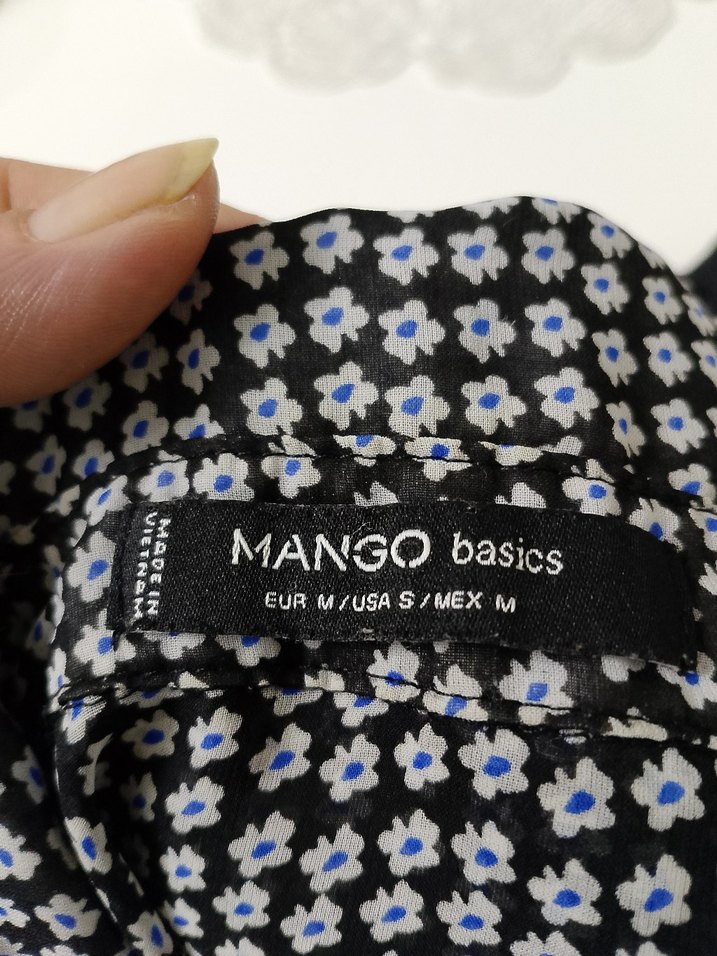 MADE IN
VIETNAM
MANGO basics
EUR M / USA S / MEX M